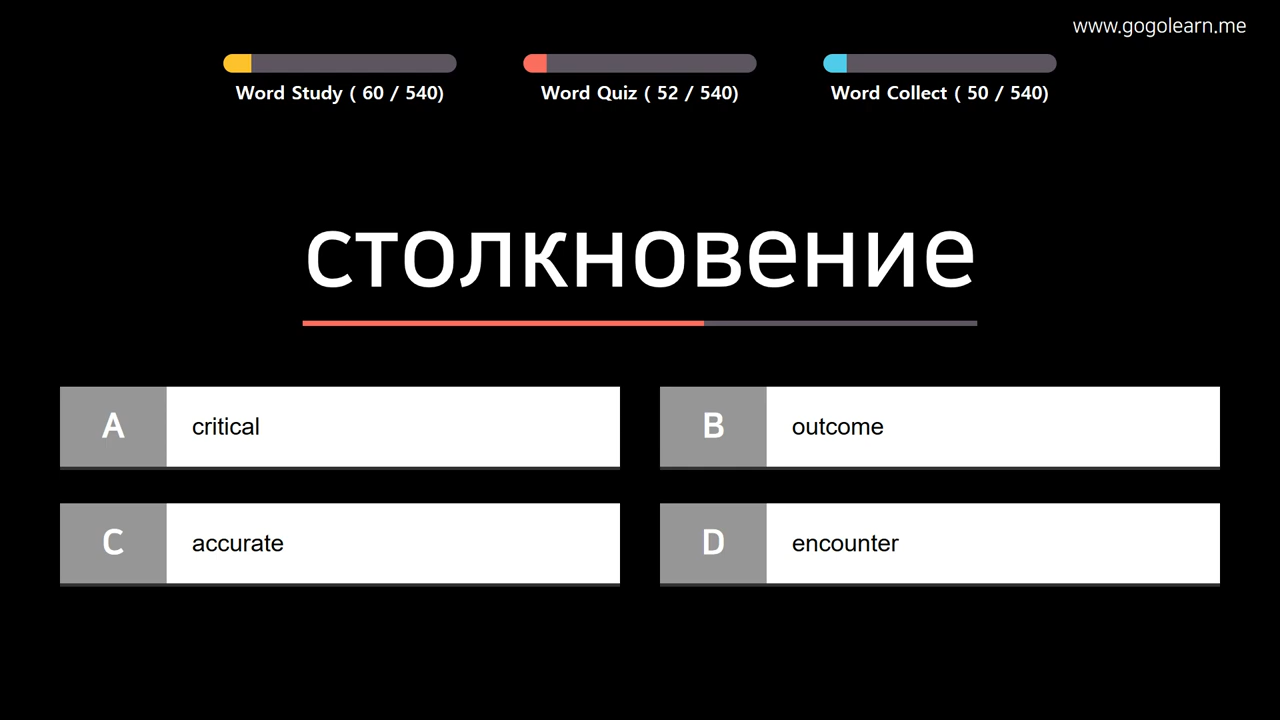 www.gogolearn.me
Word Study ( 60 / 540)
Word Quiz ( 52 / 540)
Word Collect ( 50 / 540)
столкновение
A critical
B outcome
C accurate
D encounter